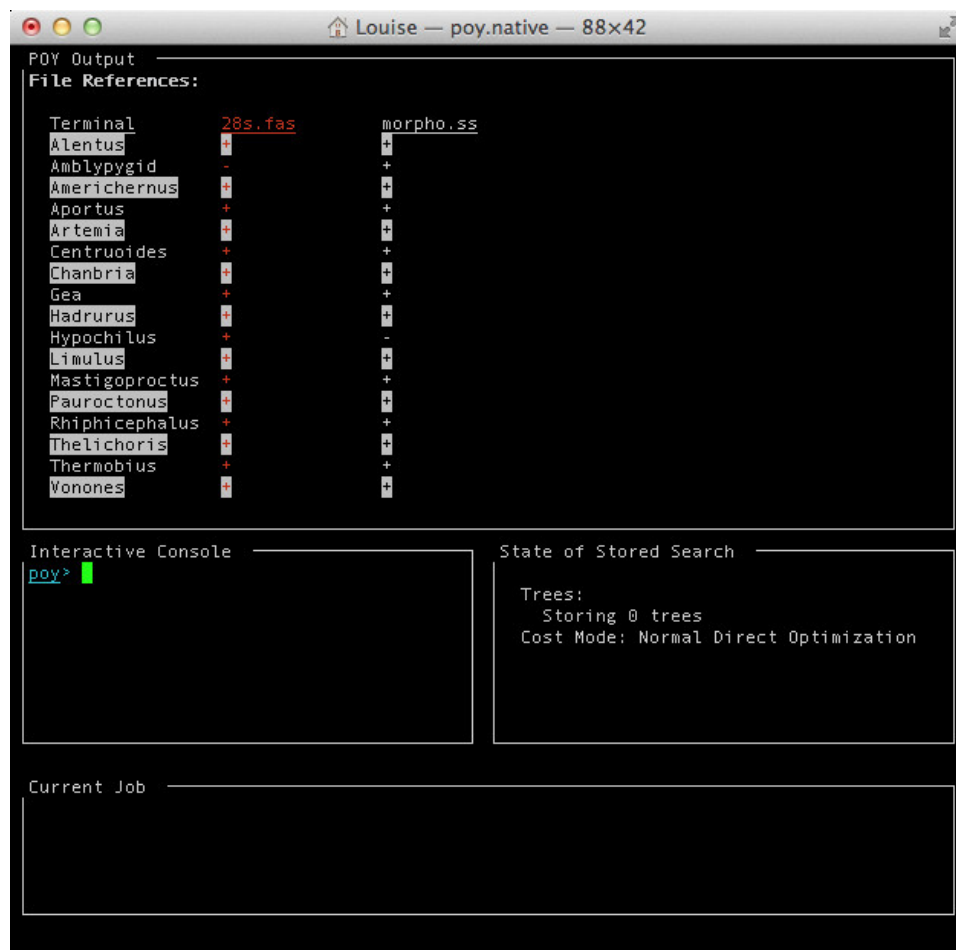 Louise — poy.native — 88×42
POY Output
File References:
Terminal 28s.fas morpho.ss
Alentus + +
Amblypygid - +
Americhernus + +
Aportus + +
Artemia + +
Centruoides + +
Chanbria + +
Gea + +
Hadrurus + +
Hypochilus + -
Limulus + +
Mastigoproctus + +
Pauroctonus + +
Rhiphicephalus + +
Thelichoris + +
Thermobius + +
Vonones + +
Interactive Console
poy>
State of Stored Search
Trees:
Storing 0 trees
Cost Mode: Normal Direct Optimization
Current Job